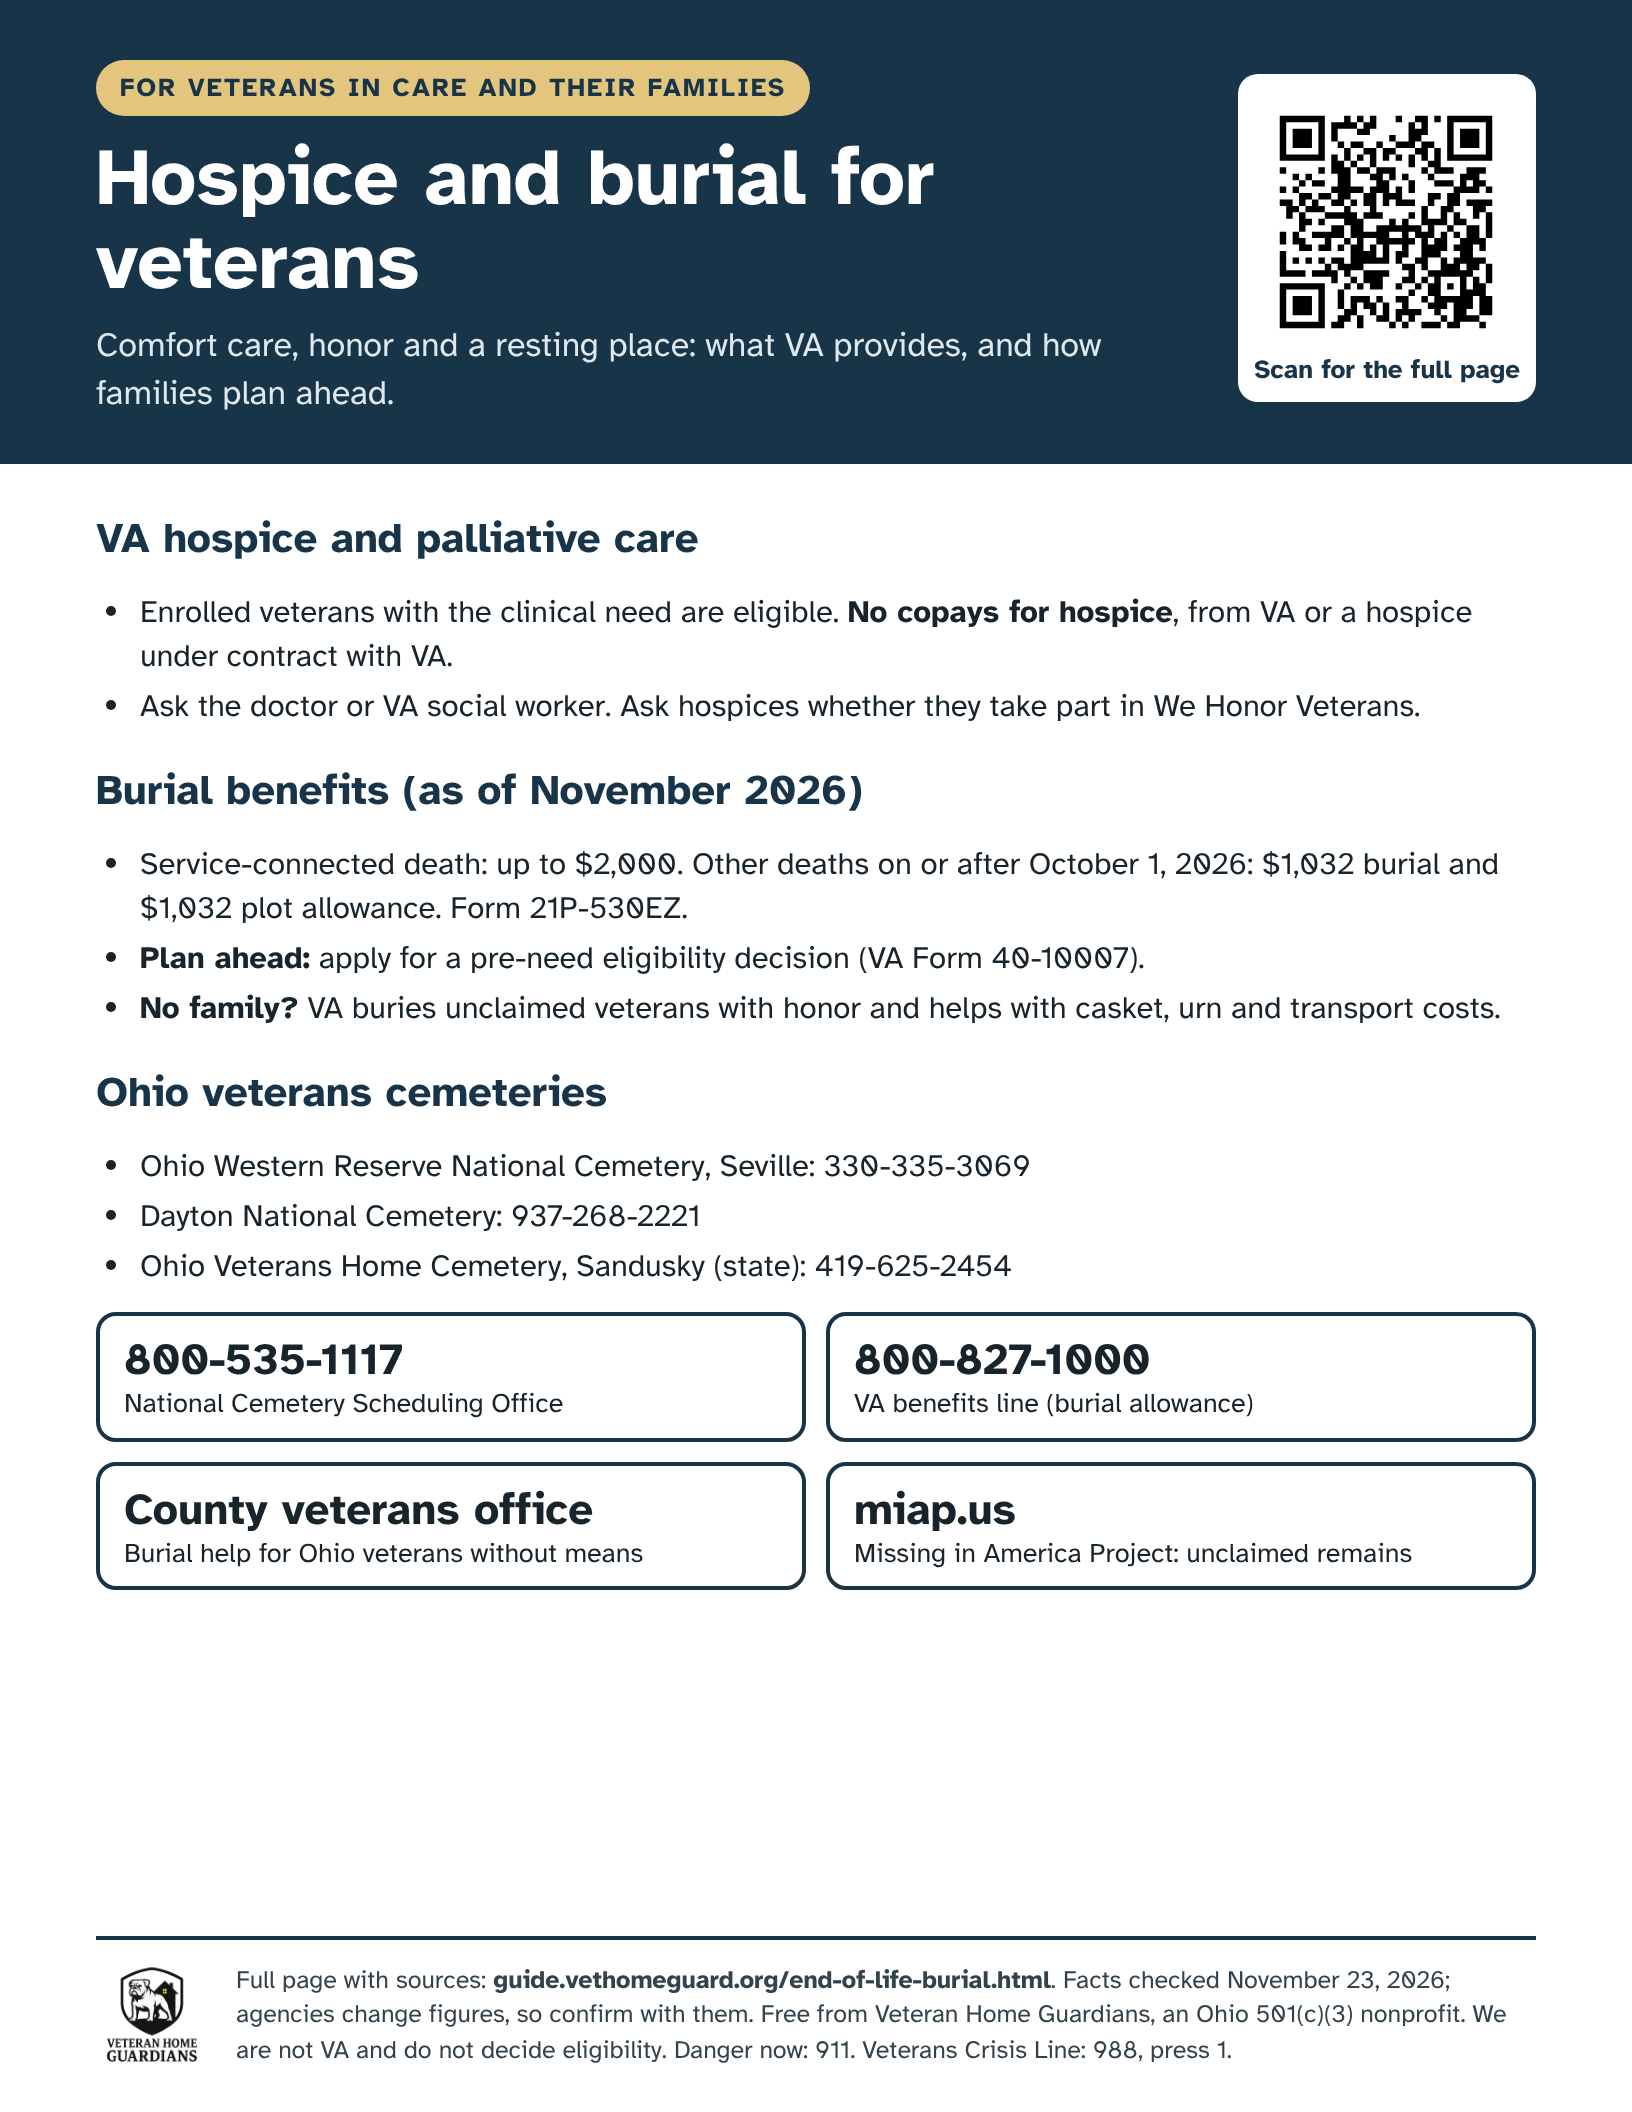 FOR VETERANS IN CARE AND THEIR FAMILIES
Hospice and burial for
veterans
Comfort care, honor and a resting place: what VA provides, and how
families plan ahead.
Scan for the full page
VA hospice and palliative care
• Enrolled veterans with the clinical need are eligible. No copays for hospice, from VA or a hospice
under contract with VA.
• Ask the doctor or VA social worker. Ask hospices whether they take part in We Honor Veterans.
Burial benefits (as of November 2026)
• Service-connected death: up to $2,000. Other deaths on or after October 1, 2026: $1,032 burial and
$1,032 plot allowance. Form 21P-530EZ.
• Plan ahead: apply for a pre-need eligibility decision (VA Form 40-10007).
• No family? VA buries unclaimed veterans with honor and helps with casket, urn and transport costs.
Ohio veterans cemeteries
• Ohio Western Reserve National Cemetery, Seville: 330-335-3069
• Dayton National Cemetery: 937-268-2221
• Ohio Veterans Home Cemetery, Sandusky (state): 419-625-2454
800-535-1117
National Cemetery Scheduling Office
800-827-1000
VA benefits line (burial allowance)
County veterans office
Burial help for Ohio veterans without means
miap.us
Missing in America Project: unclaimed remains
VETERAN HOME
GUARDIANS
Full page with sources: guide.vethomeguard.org/end-of-life-burial.html. Facts checked November 23, 2026;
agencies change figures, so confirm with them. Free from Veteran Home Guardians, an Ohio 501(c)(3) nonprofit. We
are not VA and do not decide eligibility. Danger now: 911. Veterans Crisis Line: 988, press 1.